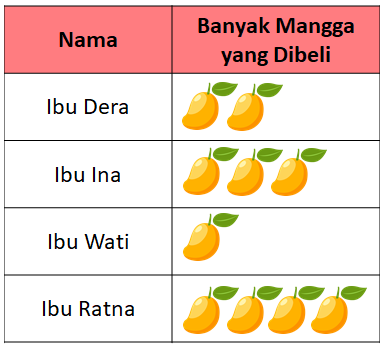 Nama
Banyak Mangga
yang Dibeli
Ibu Dera
Ibu Ina
Ibu Wati
Ibu Ratna